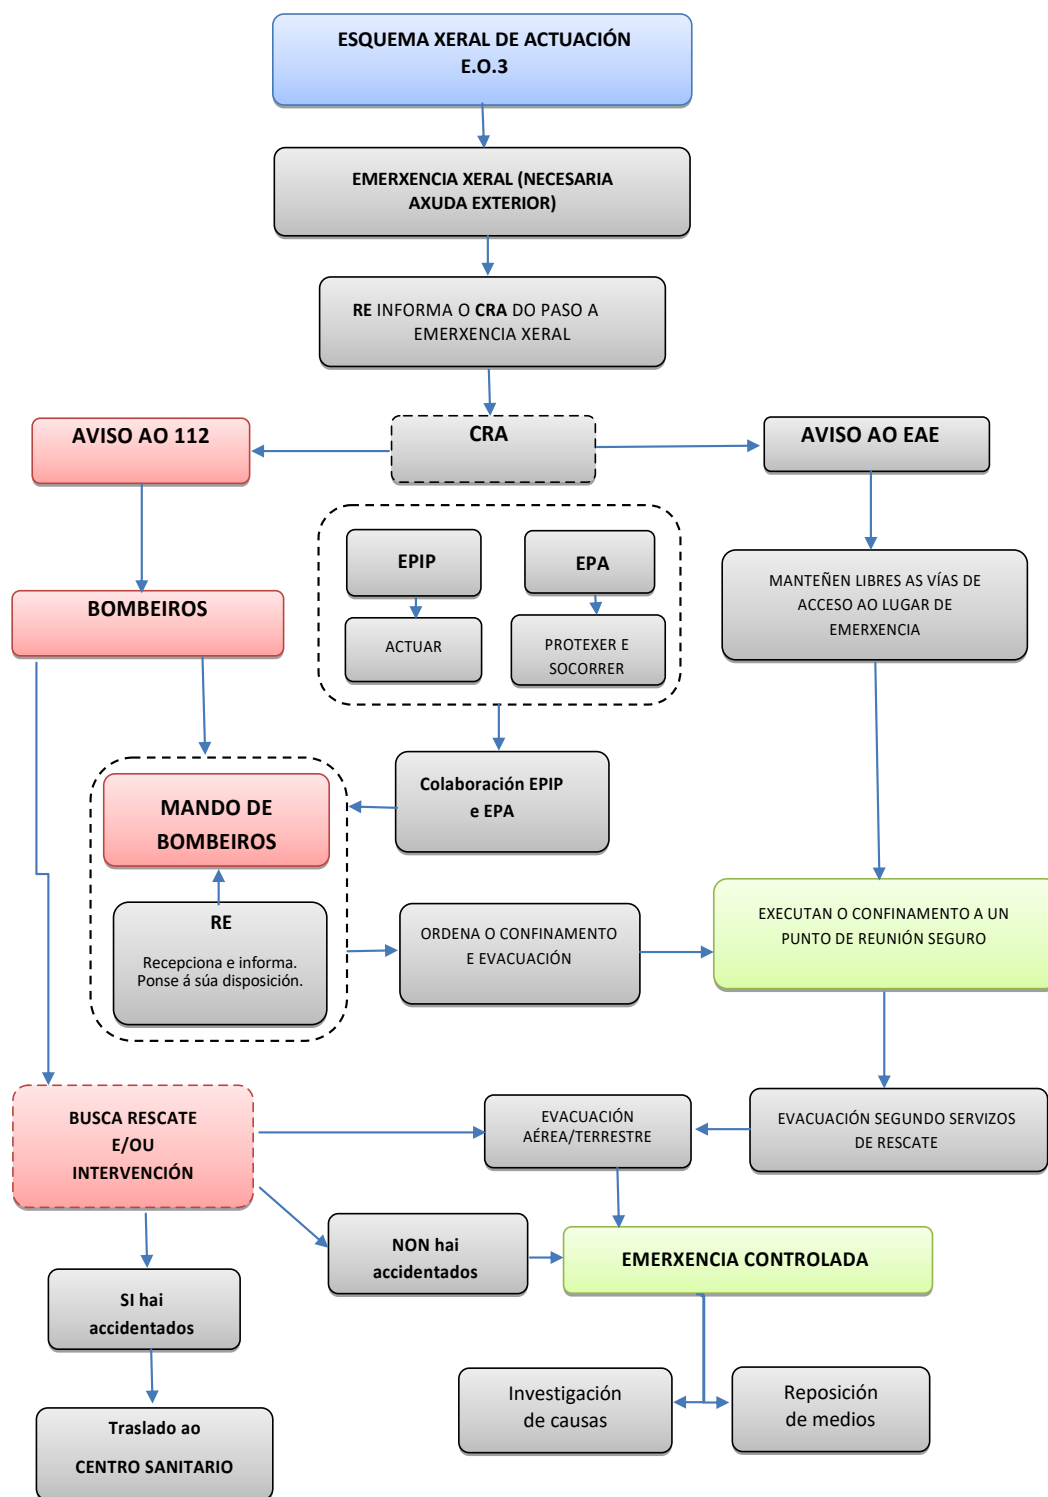 ESQUEMA XERAL DE ACTUACIÓN
E.O.3
EMERXENCIA XERAL (NECESARIA
AXUDA EXTERIOR)
RE INFORMA O CRA DO PASO A
EMERXENCIA XERAL
AVISO AO 112
CRA
AVISO AO EAE
EPIP
EPA
MANTEÑEN LIBRES AS VÍAS DE
ACCESO AO LUGAR DE
EMERXENCIA
BOMBEIROS
ACTUAR
PROTEXER E
SOCORRER
MANDO DE
BOMBEIROS
Colaboración EPIP
e EPA
RE
Recepciona e informa.
Ponse á súa disposición.
ORDENA O CONFINAMENTO
E EVACUACIÓN
EXECUTAN O CONFINAMENTO A UN
PUNTO DE REUNIÓN SEGURO
BUSCA RESCATE
E/OU
INTERVENCIÓN
EVACUACIÓN
AÉREA/TERRESTRE
EVACUACIÓN SEGUNDO SERVIZOS
DE RESCATE
NON hai
accidentados
EMERXENCIA CONTROLADA
SI hai
accidentados
Investigación
de causas
Reposición
de medios
Traslado ao
CENTRO SANITARIO